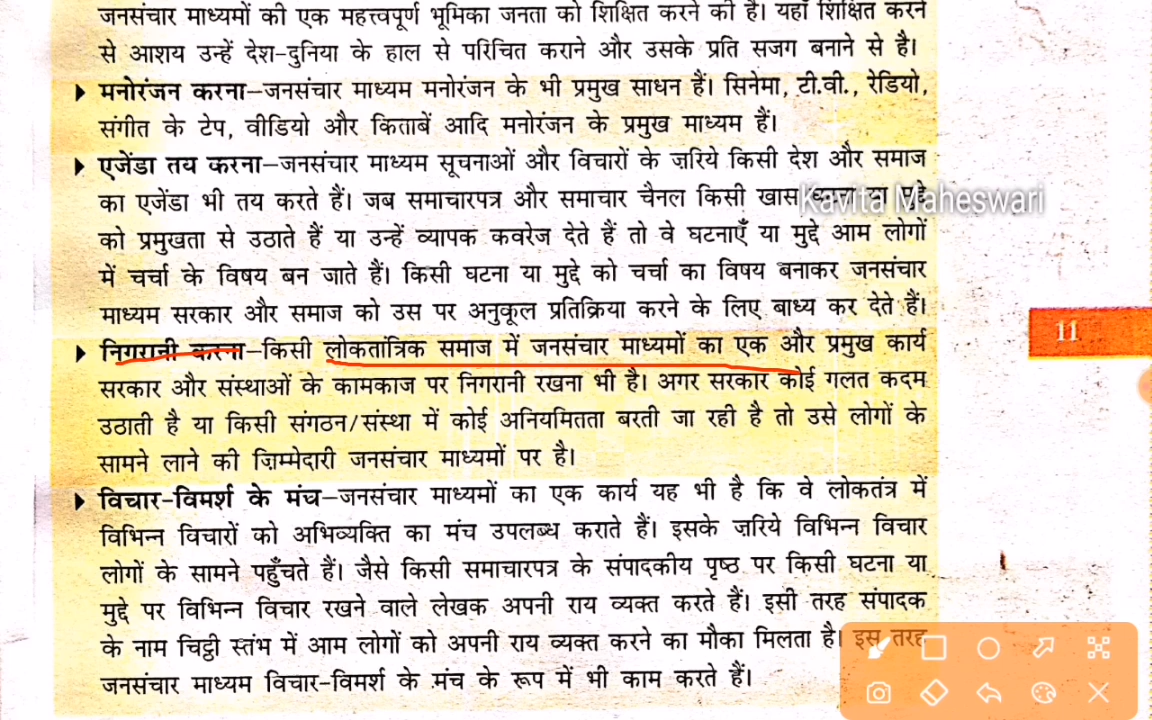 जनसंचार माध्यमों की एक महत्त्वपूर्ण भूमिका जनता को शिक्षित करने की है। यहाँ शिक्षित करने
से आशय उन्हें देश-दुनिया के हाल से परिचित कराने और उसके प्रति सजग बनाने से है।
मनोरंजन करना–जनसंचार माध्यम मनोरंजन के भी प्रमुख साधन हैं। सिनेमा, टी.वी., रेडियो,
संगीत के टेप, वीडियो और किताबें आदि मनोरंजन के प्रमुख माध्यम हैं।
एजेंडा तय करना–जनसंचार माध्यम सूचनाओं और विचारों के ज़रिये किसी देश और समाज
का एजेंडा भी तय करते हैं। जब समाचारपत्र और समाचार चैनल किसी खास या मुद्दे
Kavita Maheswari
को प्रमुखता से उठाते हैं या उन्हें व्यापक कवरेज देते हैं तो वे घटनाएँ या मुद्दे आम लोगों
में चर्चा के विषय बन जाते हैं। किसी घटना या मुद्दे को चर्चा का विषय बनाकर जनसंचार
माध्यम सरकार और समाज को उस पर अनुकूल प्रतिक्रिया करने के लिए बाध्य कर देते हैं।
निगरानी करना–किसी लोकतांत्रिक समाज में जनसंचार माध्यमों का एक और प्रमुख कार्य
11
सरकार और संस्थाओं के कामकाज पर निगरानी रखना भी है। अगर सरकार कोई गलत कदम
उठाती है या किसी संगठन/संस्था में कोई अनियमितता बरती जा रही है तो उसे लोगों के
सामने लाने की ज़िम्मेदारी जनसंचार माध्यमों पर है।
विचार-विमर्श के मंच–जनसंचार माध्यमों का एक कार्य यह भी है कि वे लोकतंत्र में
विभिन्न विचारों को अभिव्यक्ति का मंच उपलब्ध कराते हैं। इसके ज़रिये विभिन्न विचार
लोगों के सामने पहुँचते हैं। जैसे किसी समाचारपत्र के संपादकीय पृष्ठ पर किसी घटना या
मुद्दे पर विभिन्न विचार रखने वाले लेखक अपनी राय व्यक्त करते हैं। इसी तरह संपादक
के नाम चिट्ठी स्तंभ में आम लोगों को अपनी राय व्यक्त करने का मौका मिलता है। इस तरह
जनसंचार माध्यम विचार-विमर्श के मंच के रूप में भी काम करते हैं।